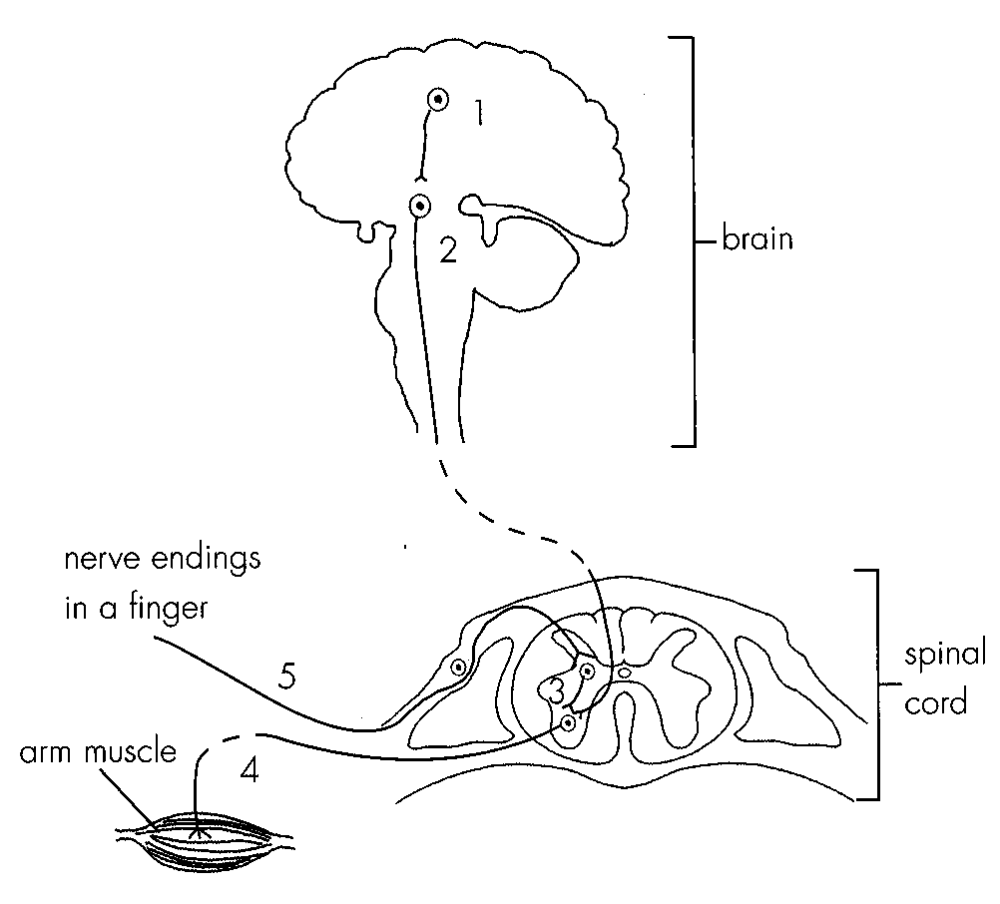 1
2
brain
nerve endings
in a finger
5
3
spinal
cord
arm muscle
4